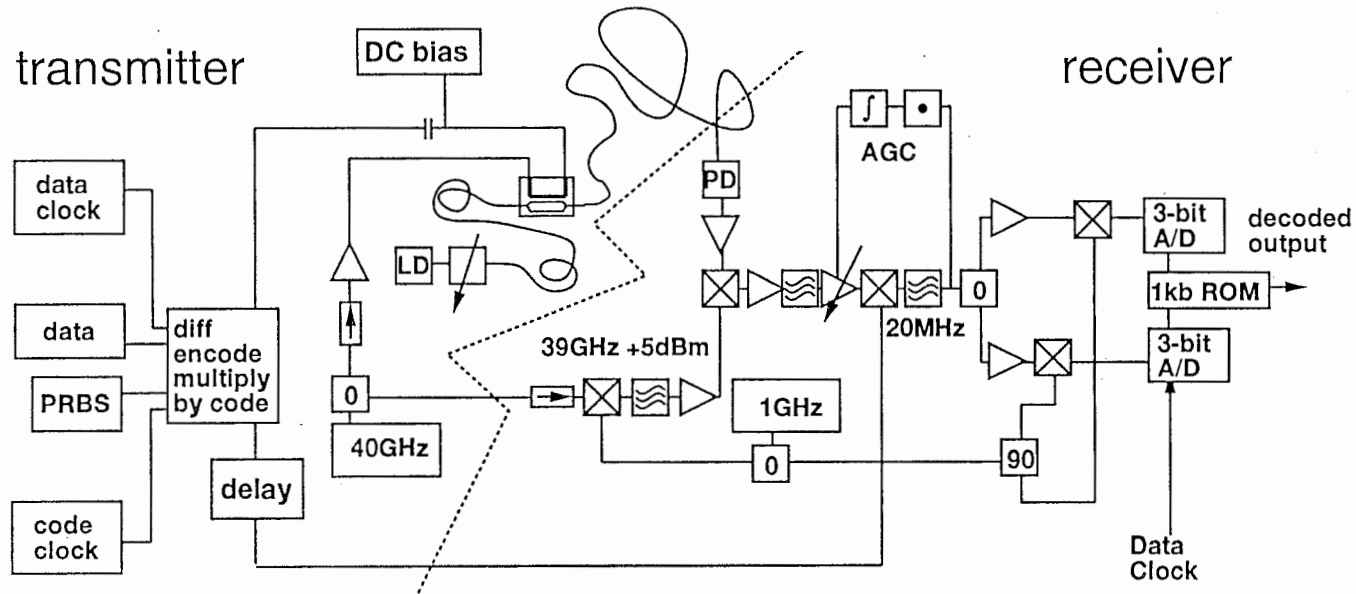 transmitter
DC bias
receiver
data
clock
data
PRBS
code
clock
diff
encode
multiply
by code
delay
LD
0
40GHz
39GHz +5dBm
PD
∫
•
AGC
20MHz
0
1GHz
0
90
3-bit
A/D
1kb ROM
3-bit
A/D
decoded
output
Data
Clock